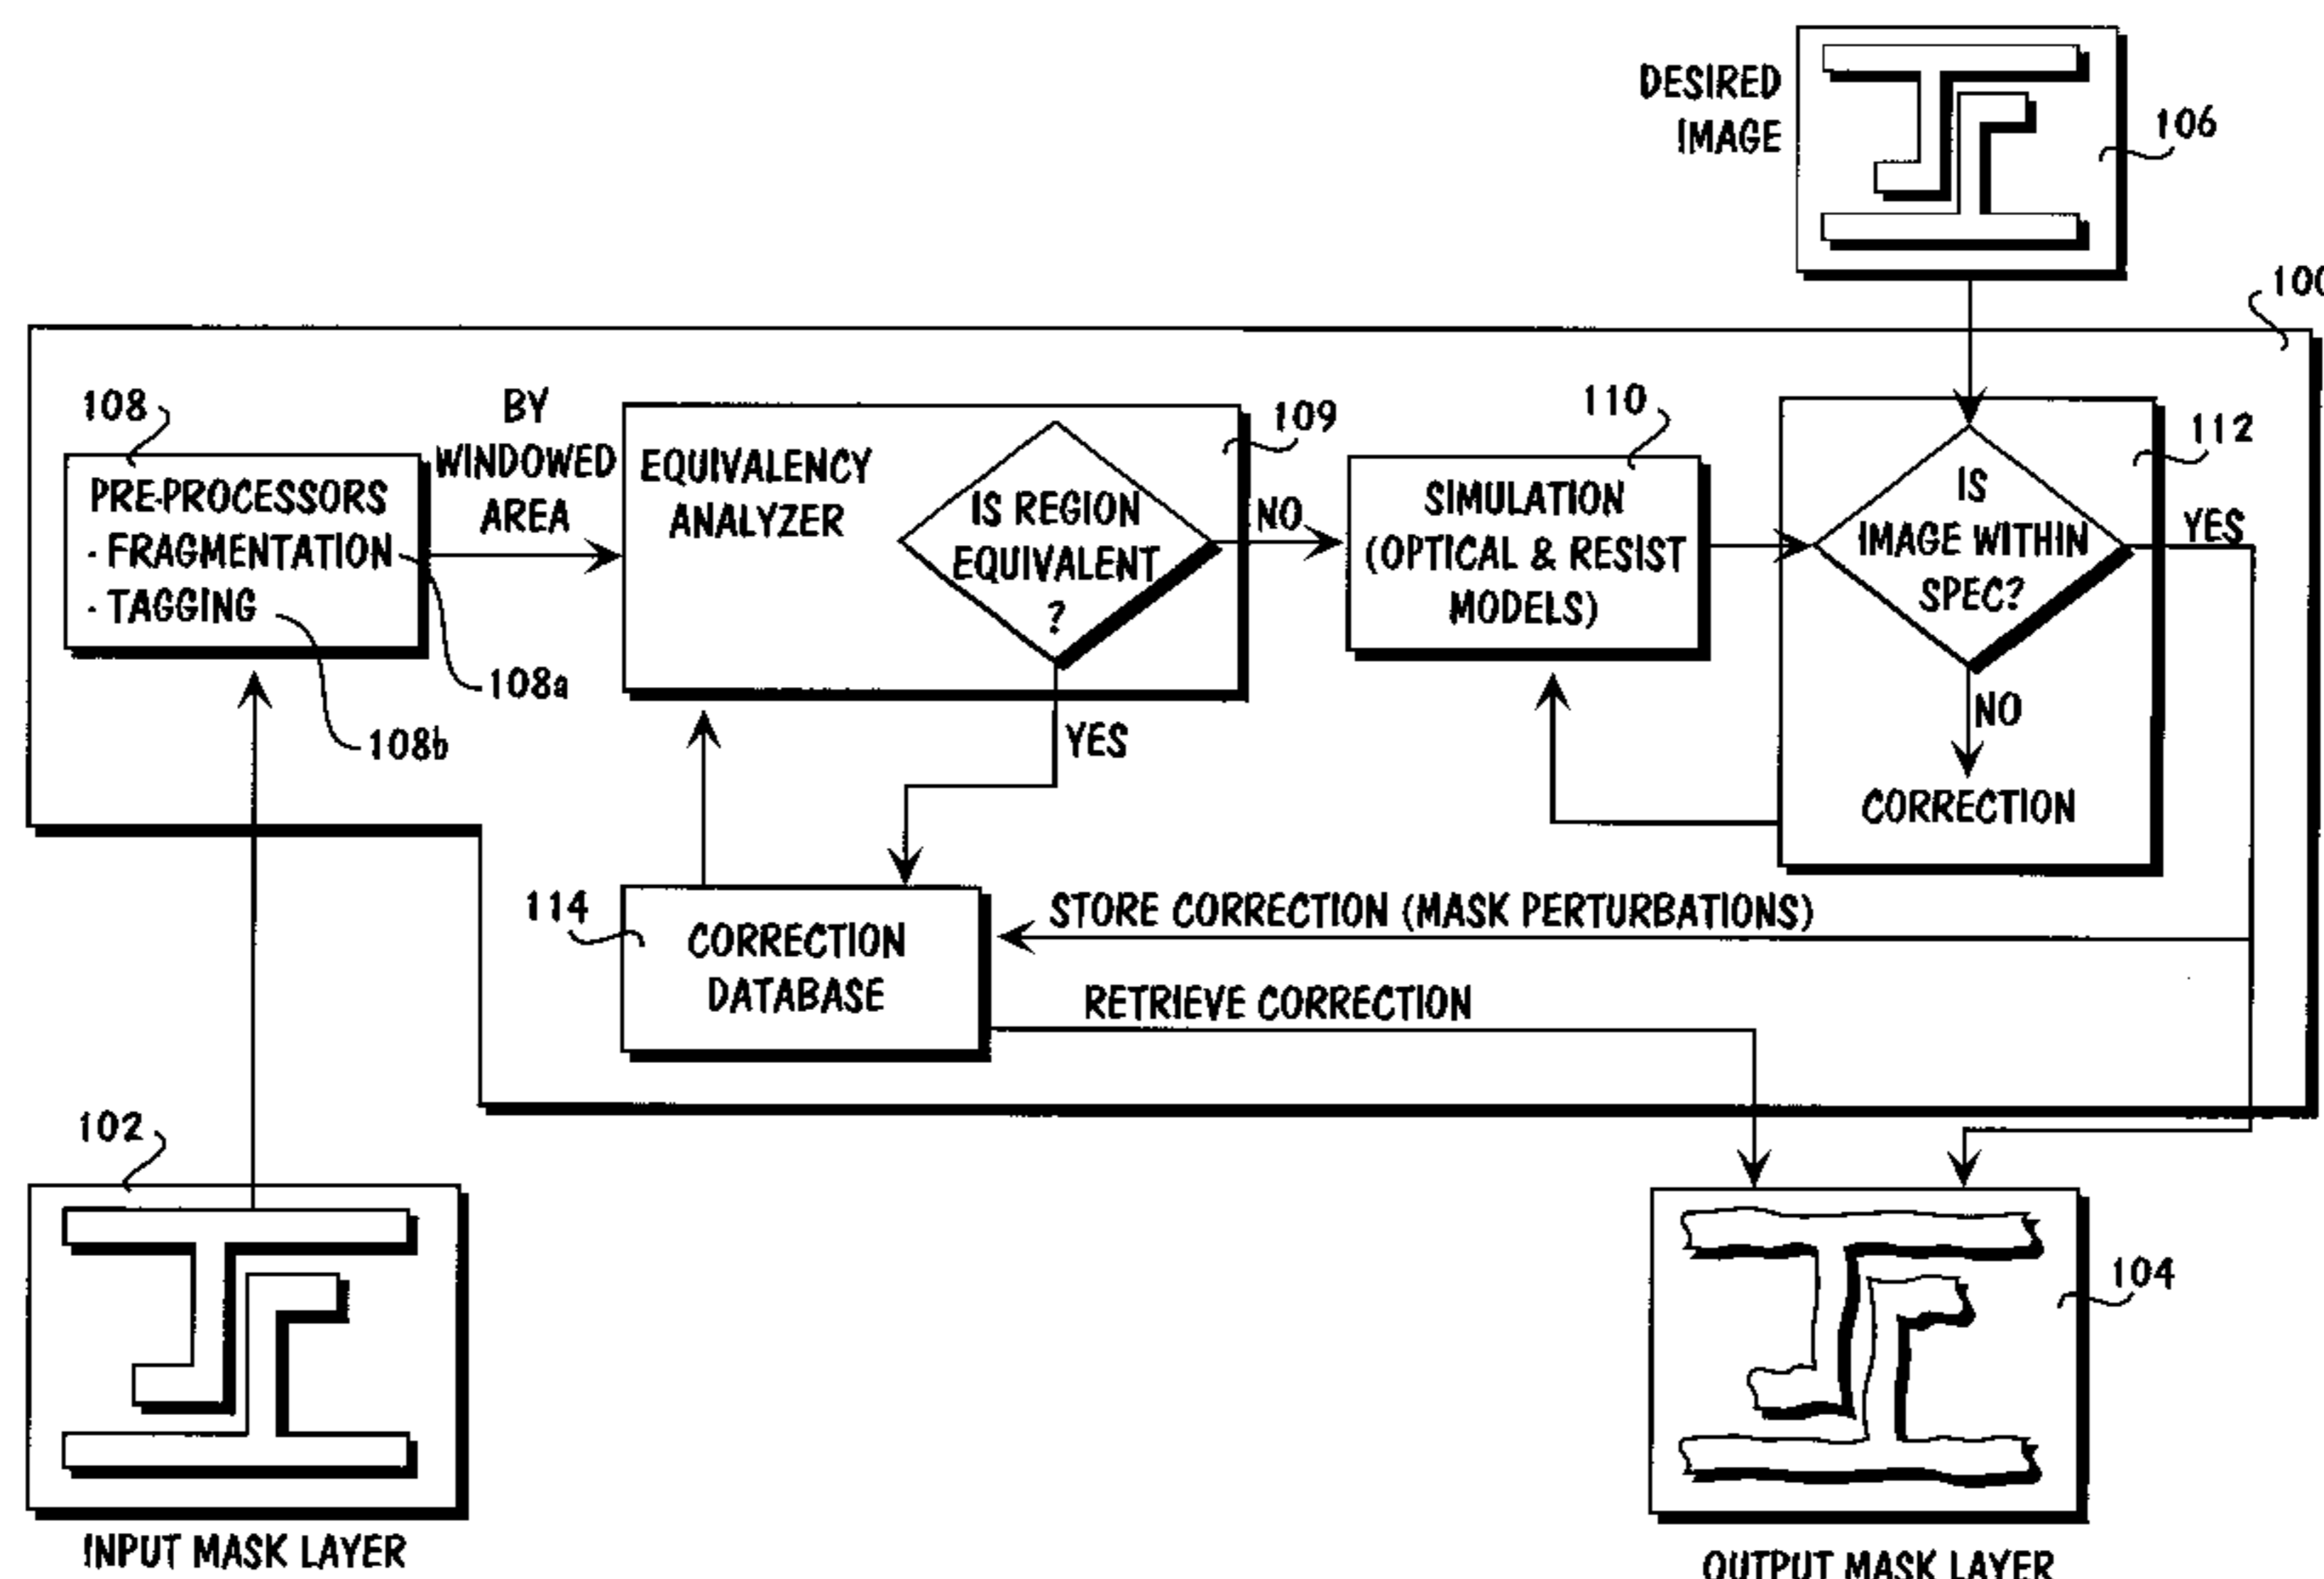 DESIRED
IMAGE
106
100
108
BY
WINDOWED
AREA
PRE-PROCESSORS
- FRAGMENTATION
- TAGGING
108a
108b
EQUIVALENCY
ANALYZER
IS REGION
EQUIVALENT
?
109
NO
YES
110
SIMULATION
(OPTICAL & RESIST
MODELS)
112
IS
IMAGE WITHIN
SPEC?
YES
NO
CORRECTION
114
CORRECTION
DATABASE
STORE CORRECTION (MASK PERTURBATIONS)
RETRIEVE CORRECTION
102
INPUT MASK LAYER
104
OUTPUT MASK LAYER